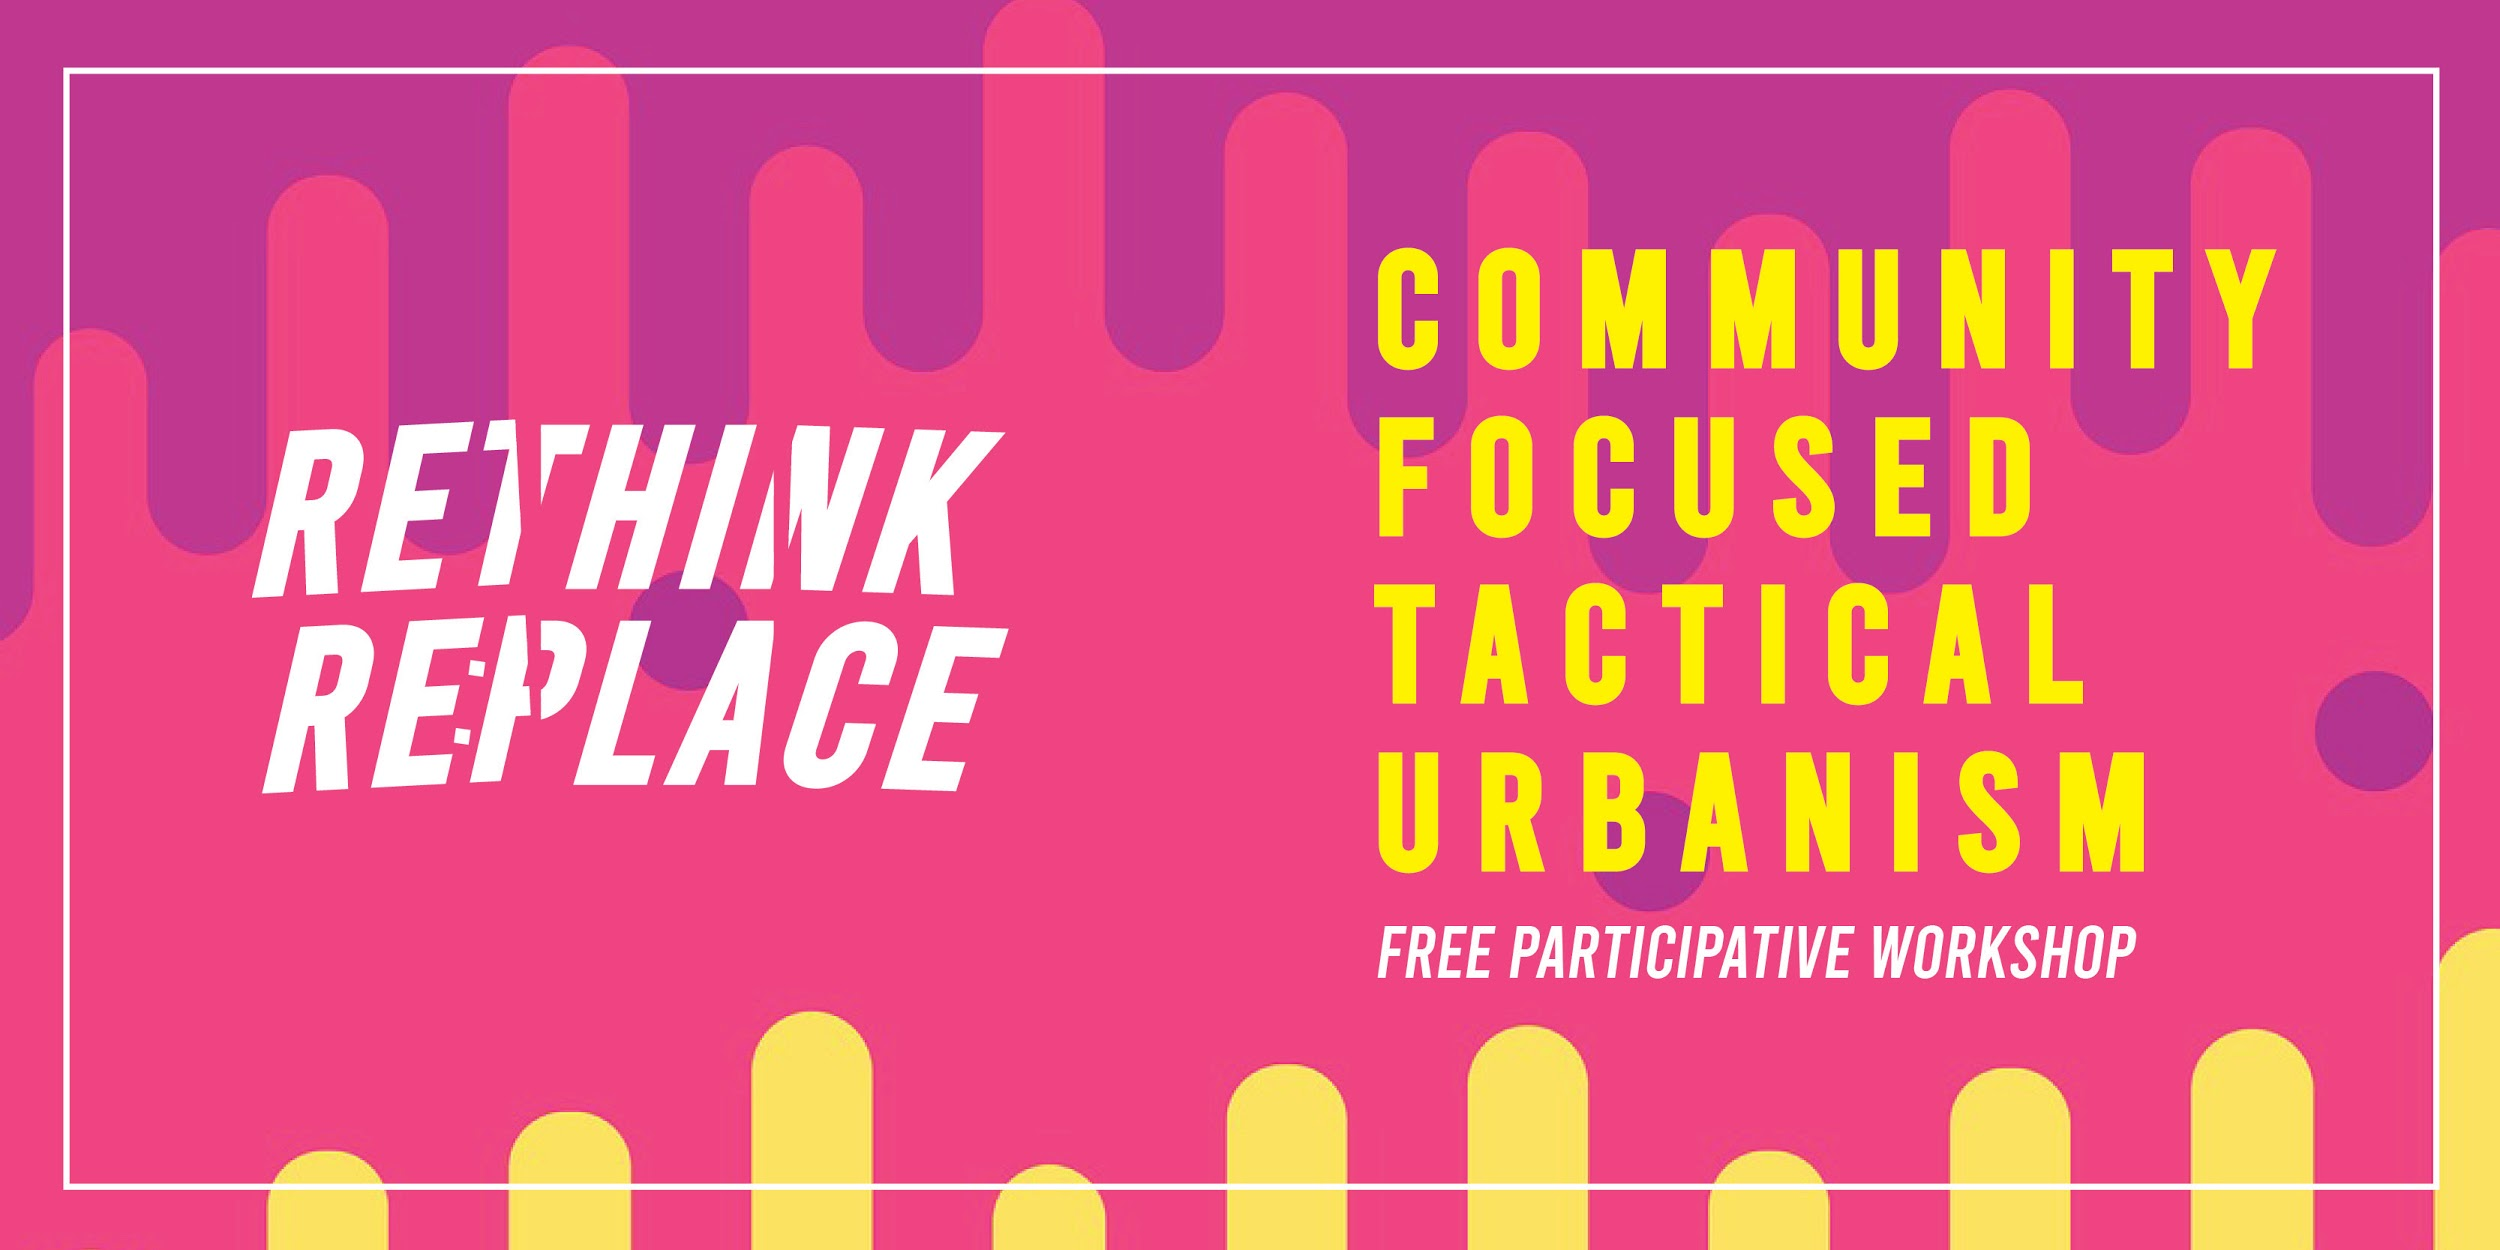 RETHINK
REPLACE
COMMUNITY
FOCUSED
TACTICAL
URBANISM
FREE PARTICIPATIVE WORKSHOP